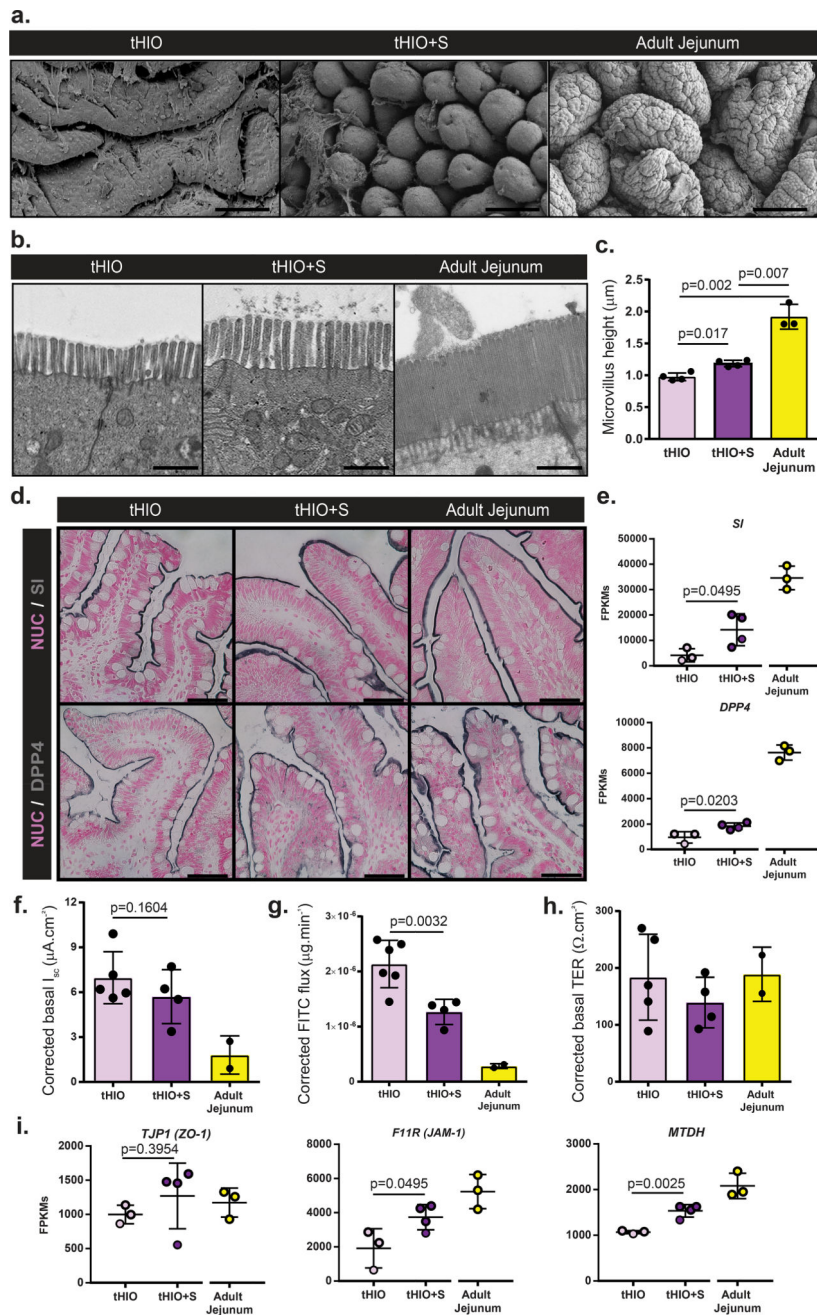 a.
tHIO tHIO+S Adult Jejunum
b.
tHIO tHIO+S Adult Jejunum
c.
p=0.007
p=0.002
p=0.017
Microvillus height (μm)
2.5
2.0
1.5
1.0
0.5
0.0
tHIO tHIO+S Adult
Jejunum
d.
tHIO tHIO+S Adult Jejunum
NUC / SI
NUC / DPP4
e.
SI
FPKMs
50000
40000
30000
20000
10000
0
p=0.0495
tHIO tHIO+S Adult
Jejunum
DPP4
FPKMs
10000
8000
6000
4000
2000
0
p=0.0203
tHIO tHIO+S Adult
Jejunum
f.
Corrected basal Isc (μA.cm⁻²)
12
9
6
3
0
p=0.1604
tHIO tHIO+S Adult
Jejunum
g.
Corrected FITC flux (μg.min⁻¹)
3×10⁻⁶
2×10⁻⁶
1×10⁻⁶
0
p=0.0032
tHIO tHIO+S Adult
Jejunum
h.
Corrected basal TER (Ω.cm⁻²)
300
200
150
100
50
0
tHIO tHIO+S Adult
Jejunum
i.
TJP1 (ZO-1)
FPKMs
2000
1500
1000
500
0
p=0.3954
tHIO tHIO+S Adult
Jejunum
F11R (JAM-1)
8000
6000
4000
2000
0
p=0.0495
tHIO tHIO+S Adult
Jejunum
MTDH
3000
2000
1000
0
p=0.0025
tHIO tHIO+S Adult
Jejunum